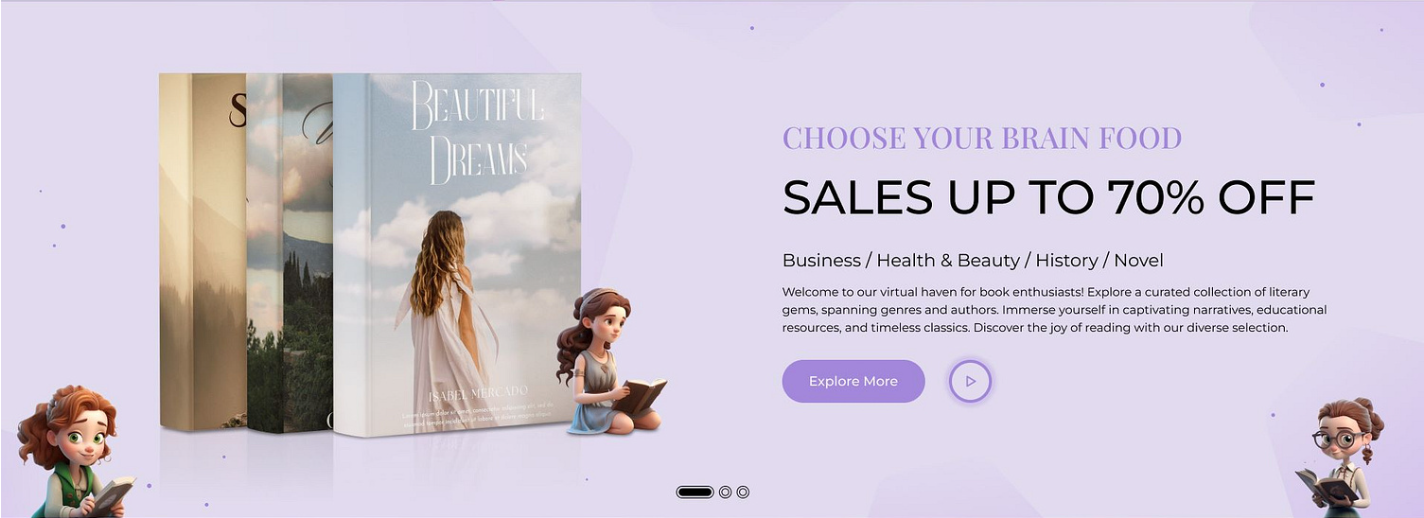 BEAUTIFUL
DREAMS
ISABEL MERCADO
CHOOSE YOUR BRAIN FOOD
SALES UP TO 70% OFF
Business / Health & Beauty / History / Novel
Welcome to our virtual haven for book enthusiasts! Explore a curated collection of literary
gems, spanning genres and authors. Immerse yourself in captivating narratives, educational
resources, and timeless classics. Discover the joy of reading with our diverse selection.
Explore More